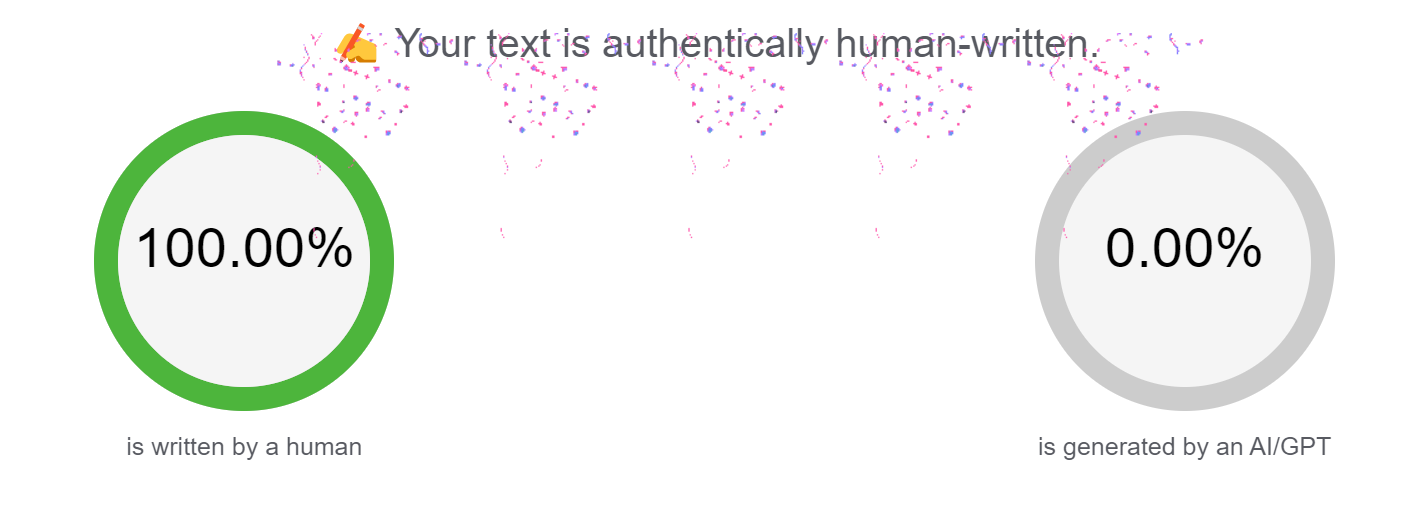 ✍️ Your text is authentically human-written.
100.00%
0.00%
is written by a human
is generated by an AI/GPT